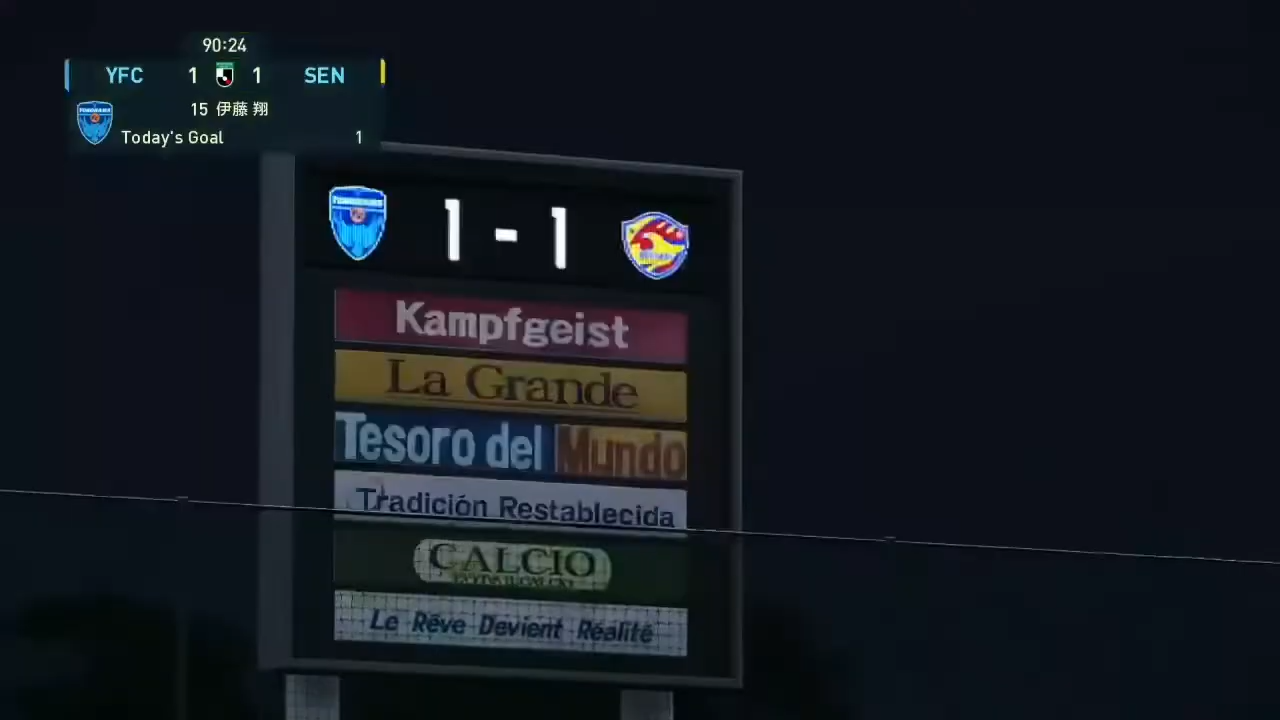 90:24
YFC 1 1 SEN
15 伊藤 翔
Today's Goal 1
1 - 1
Kampfgeist
La Grande
Tesoro del Mundo
Tradición Restablecida
CALCIO
Le Rêve Devient Réalité